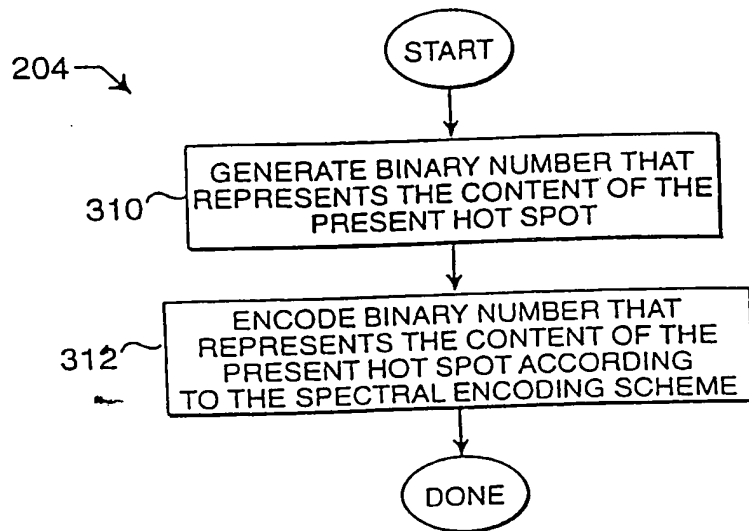 START
204
GENERATE BINARY NUMBER THAT
REPRESENTS THE CONTENT OF THE
PRESENT HOT SPOT
310
ENCODE BINARY NUMBER THAT
REPRESENTS THE CONTENT OF THE
PRESENT HOT SPOT ACCORDING
TO THE SPECTRAL ENCODING SCHEME
312
DONE